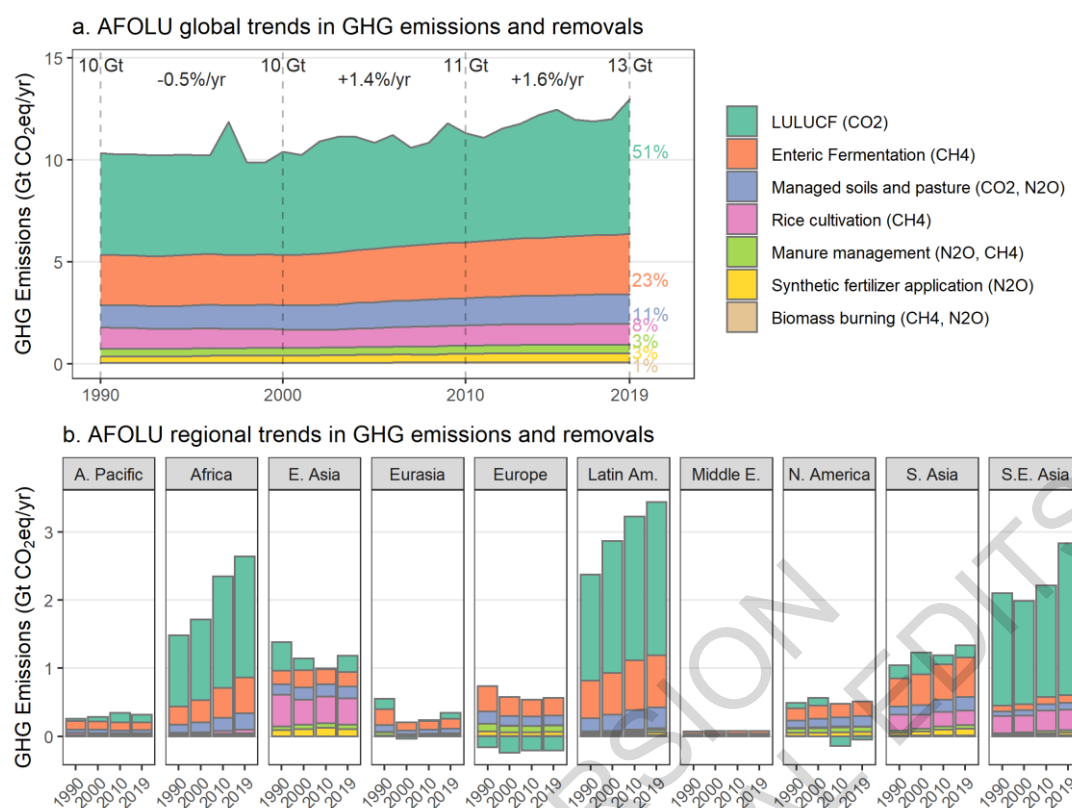 a. AFOLU global trends in GHG emissions and removals
GHG Emissions (Gt CO2eq/yr)
15
10
5
0
10 Gt
-0.5%/yr
10 Gt
+1.4%/yr
11 Gt
+1.6%/yr
13 Gt
51%
23%
11%
8%
3%
3%
1%
1990
2000
2010
2019
LULUCF (CO2)
Enteric Fermentation (CH4)
Managed soils and pasture (CO2, N2O)
Rice cultivation (CH4)
Manure management (N2O, CH4)
Synthetic fertilizer application (N2O)
Biomass burning (CH4, N2O)
b. AFOLU regional trends in GHG emissions and removals
A. Pacific Africa E. Asia Eurasia Europe Latin Am. Middle E. N. America S. Asia S.E. Asia
GHG Emissions (Gt CO2eq/yr)
3
2
1
0
1990 2000 2010 2019 1990 2000 2010 2019 1990 2000 2010 2019 1990 2000 2010 2019 1990 2000 2010 2019 1990 2000 2010 2019 1990 2000 2010 2019 1990 2000 2010 2019 1990 2000 2010 2019 1990 2000 2010 2019